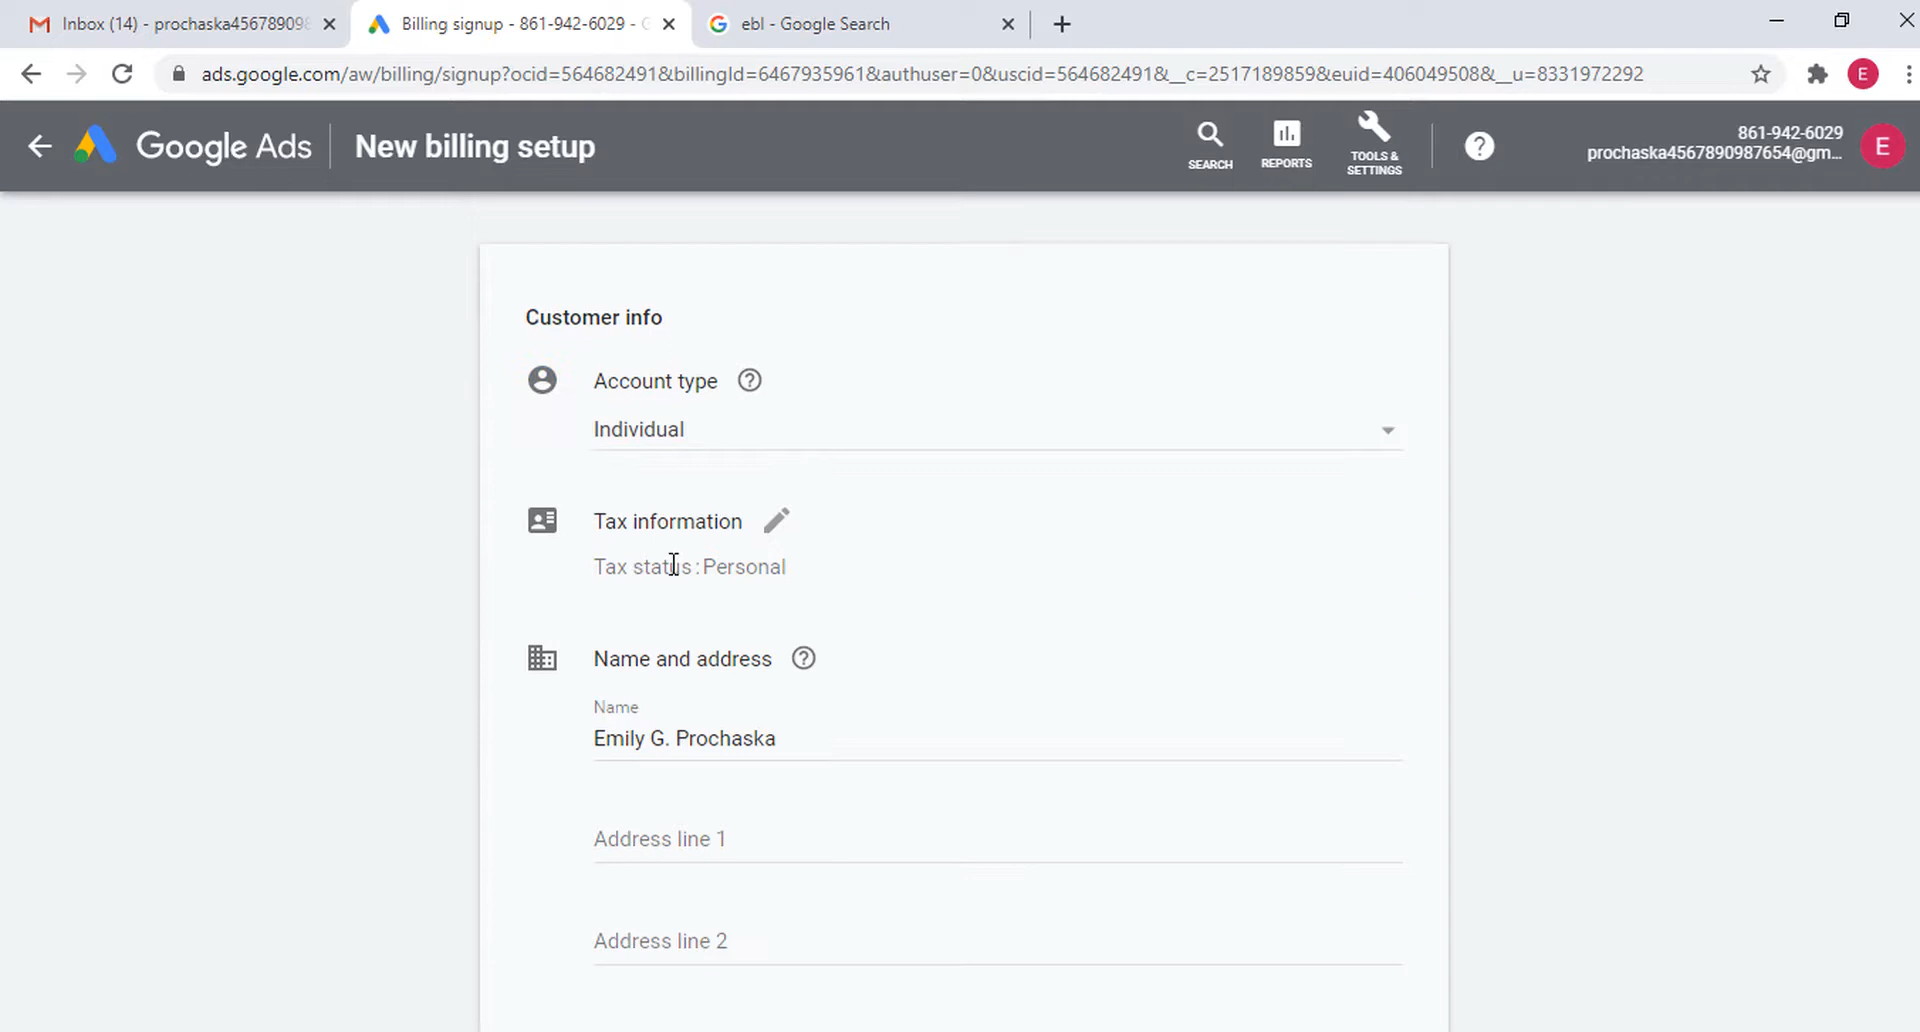 Inbox (14) - prochaska456789098
Billing signup - 861-942-6029 - G
ebl - Google Search
ads.google.com/aw/billing/signup?ocid=564682491&billingId=6467935961&authuser=0&uscid=564682491&__c=2517189859&euid=406049508&__u=8331972292
E
Google Ads
New billing setup
SEARCH
REPORTS
TOOLS &
SETTINGS
?
861-942-6029
prochaska4567890987654@gm...
E
Customer info
Account type ?
Individual
Tax information
Tax status: Personal
Name and address ?
Name
Emily G. Prochaska
Address line 1
Address line 2